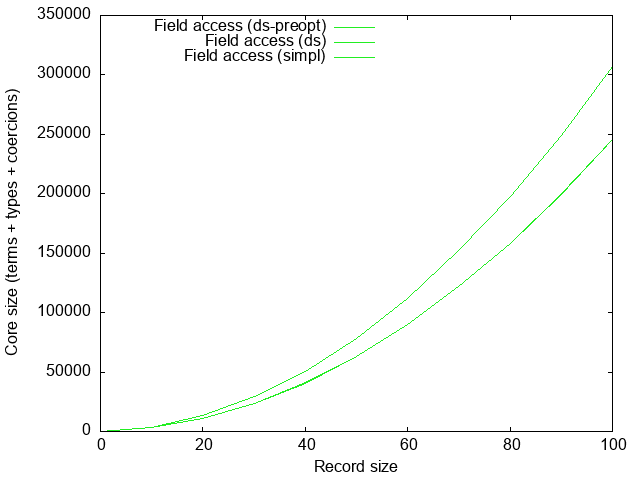 350000
300000
250000
200000
150000
100000
50000
0
Core size (terms + types + coercions)
Field access (ds-preopt)
Field access (ds)
Field access (simpl)
0 20 40 60 80 100
Record size